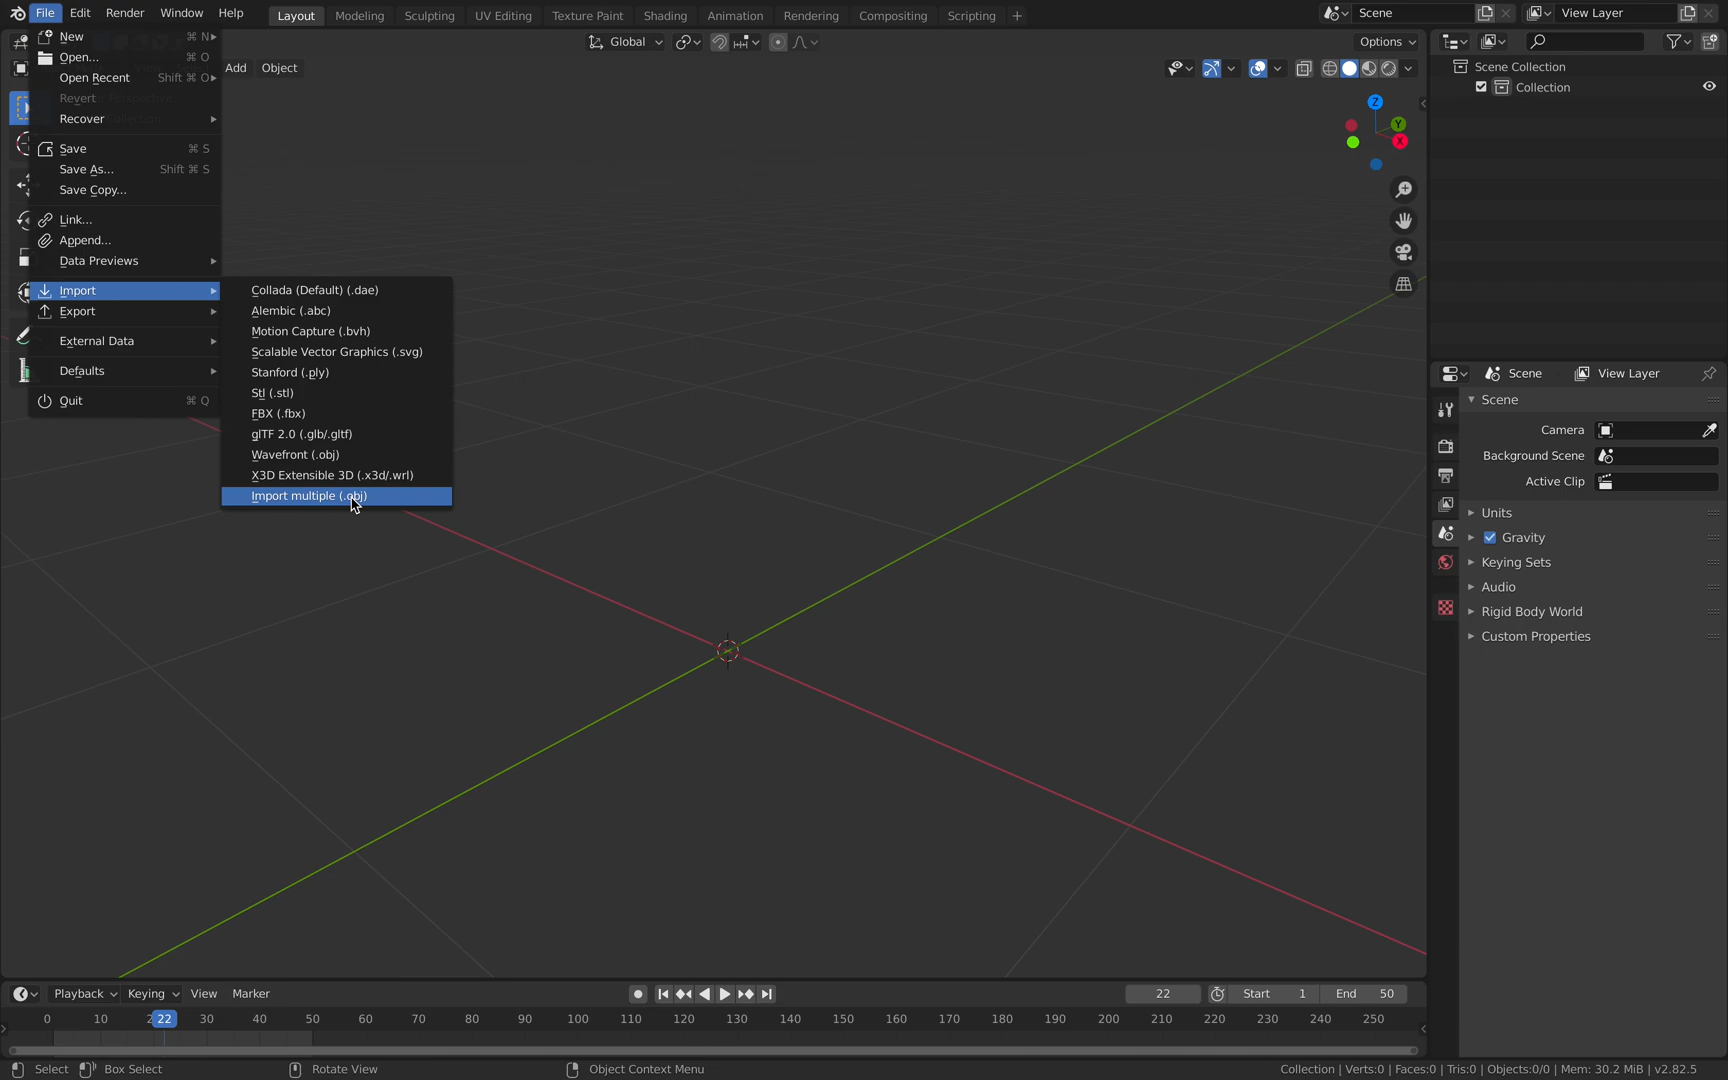 File Edit Render Window Help Layout Modeling Sculpting UV Editing Texture Paint Shading Animation Rendering Compositing Scripting + Scene View Layer
New ⌘ N
Open... ⌘ O
Open Recent Shift ⌘ O
Revert
Recover
Save ⌘ S
Save As... Shift ⌘ S
Save Copy...
Link...
Append...
Data Previews
Import
Export
External Data
Defaults
Quit ⌘ Q
Collada (Default) (.dae)
Alembic (.abc)
Motion Capture (.bvh)
Scalable Vector Graphics (.svg)
Stanford (.ply)
Stl (.stl)
FBX (.fbx)
glTF 2.0 (.glb/.gltf)
Wavefront (.obj)
X3D Extensible 3D (.x3d/.wrl)
Import multiple (.obj)
Global Options
Add Object
Z
Y
X
Scene Collection
Collection
Scene View Layer
Scene
Camera
Background Scene
Active Clip
Units
Gravity
Keying Sets
Audio
Rigid Body World
Custom Properties
Playback Keying View Marker 22 Start 1 End 50
0 10 22 30 40 50 60 70 80 90 100 110 120 130 140 150 160 170 180 190 200 210 220 230 240 250
Select Box Select Rotate View Object Context Menu Collection | Verts:0 | Faces:0 | Tris:0 | Objects:0/0 | Mem: 30.2 MiB | v2.82.5